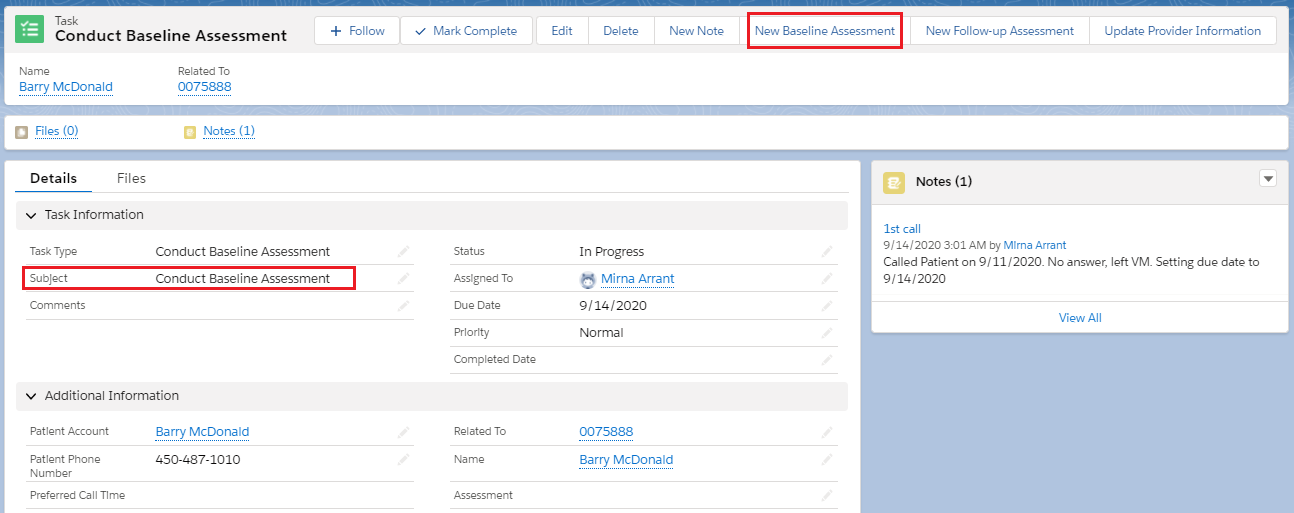 Task
Conduct Baseline Assessment
Follow
Mark Complete
Edit
Delete
New Note
New Baseline Assessment
New Follow-up Assessment
Update Provider Information
Name
Related To
Barry McDonald
0075888
Files (0)
Notes (1)
Details
Files
Task Information
Task Type
Conduct Baseline Assessment
Status
In Progress
Subject
Conduct Baseline Assessment
Assigned To
Mirna Arrant
Comments
Due Date
9/14/2020
Priority
Normal
Completed Date
Additional Information
Patient Account
Barry McDonald
Related To
0075888
Patient Phone
Number
450-487-1010
Name
Barry McDonald
Preferred Call Time
Assessment
Notes (1)
1st call
9/14/2020 3:01 AM by Mirna Arrant
Called Patient on 9/11/2020. No answer, left VM. Setting due date to
9/14/2020
View All